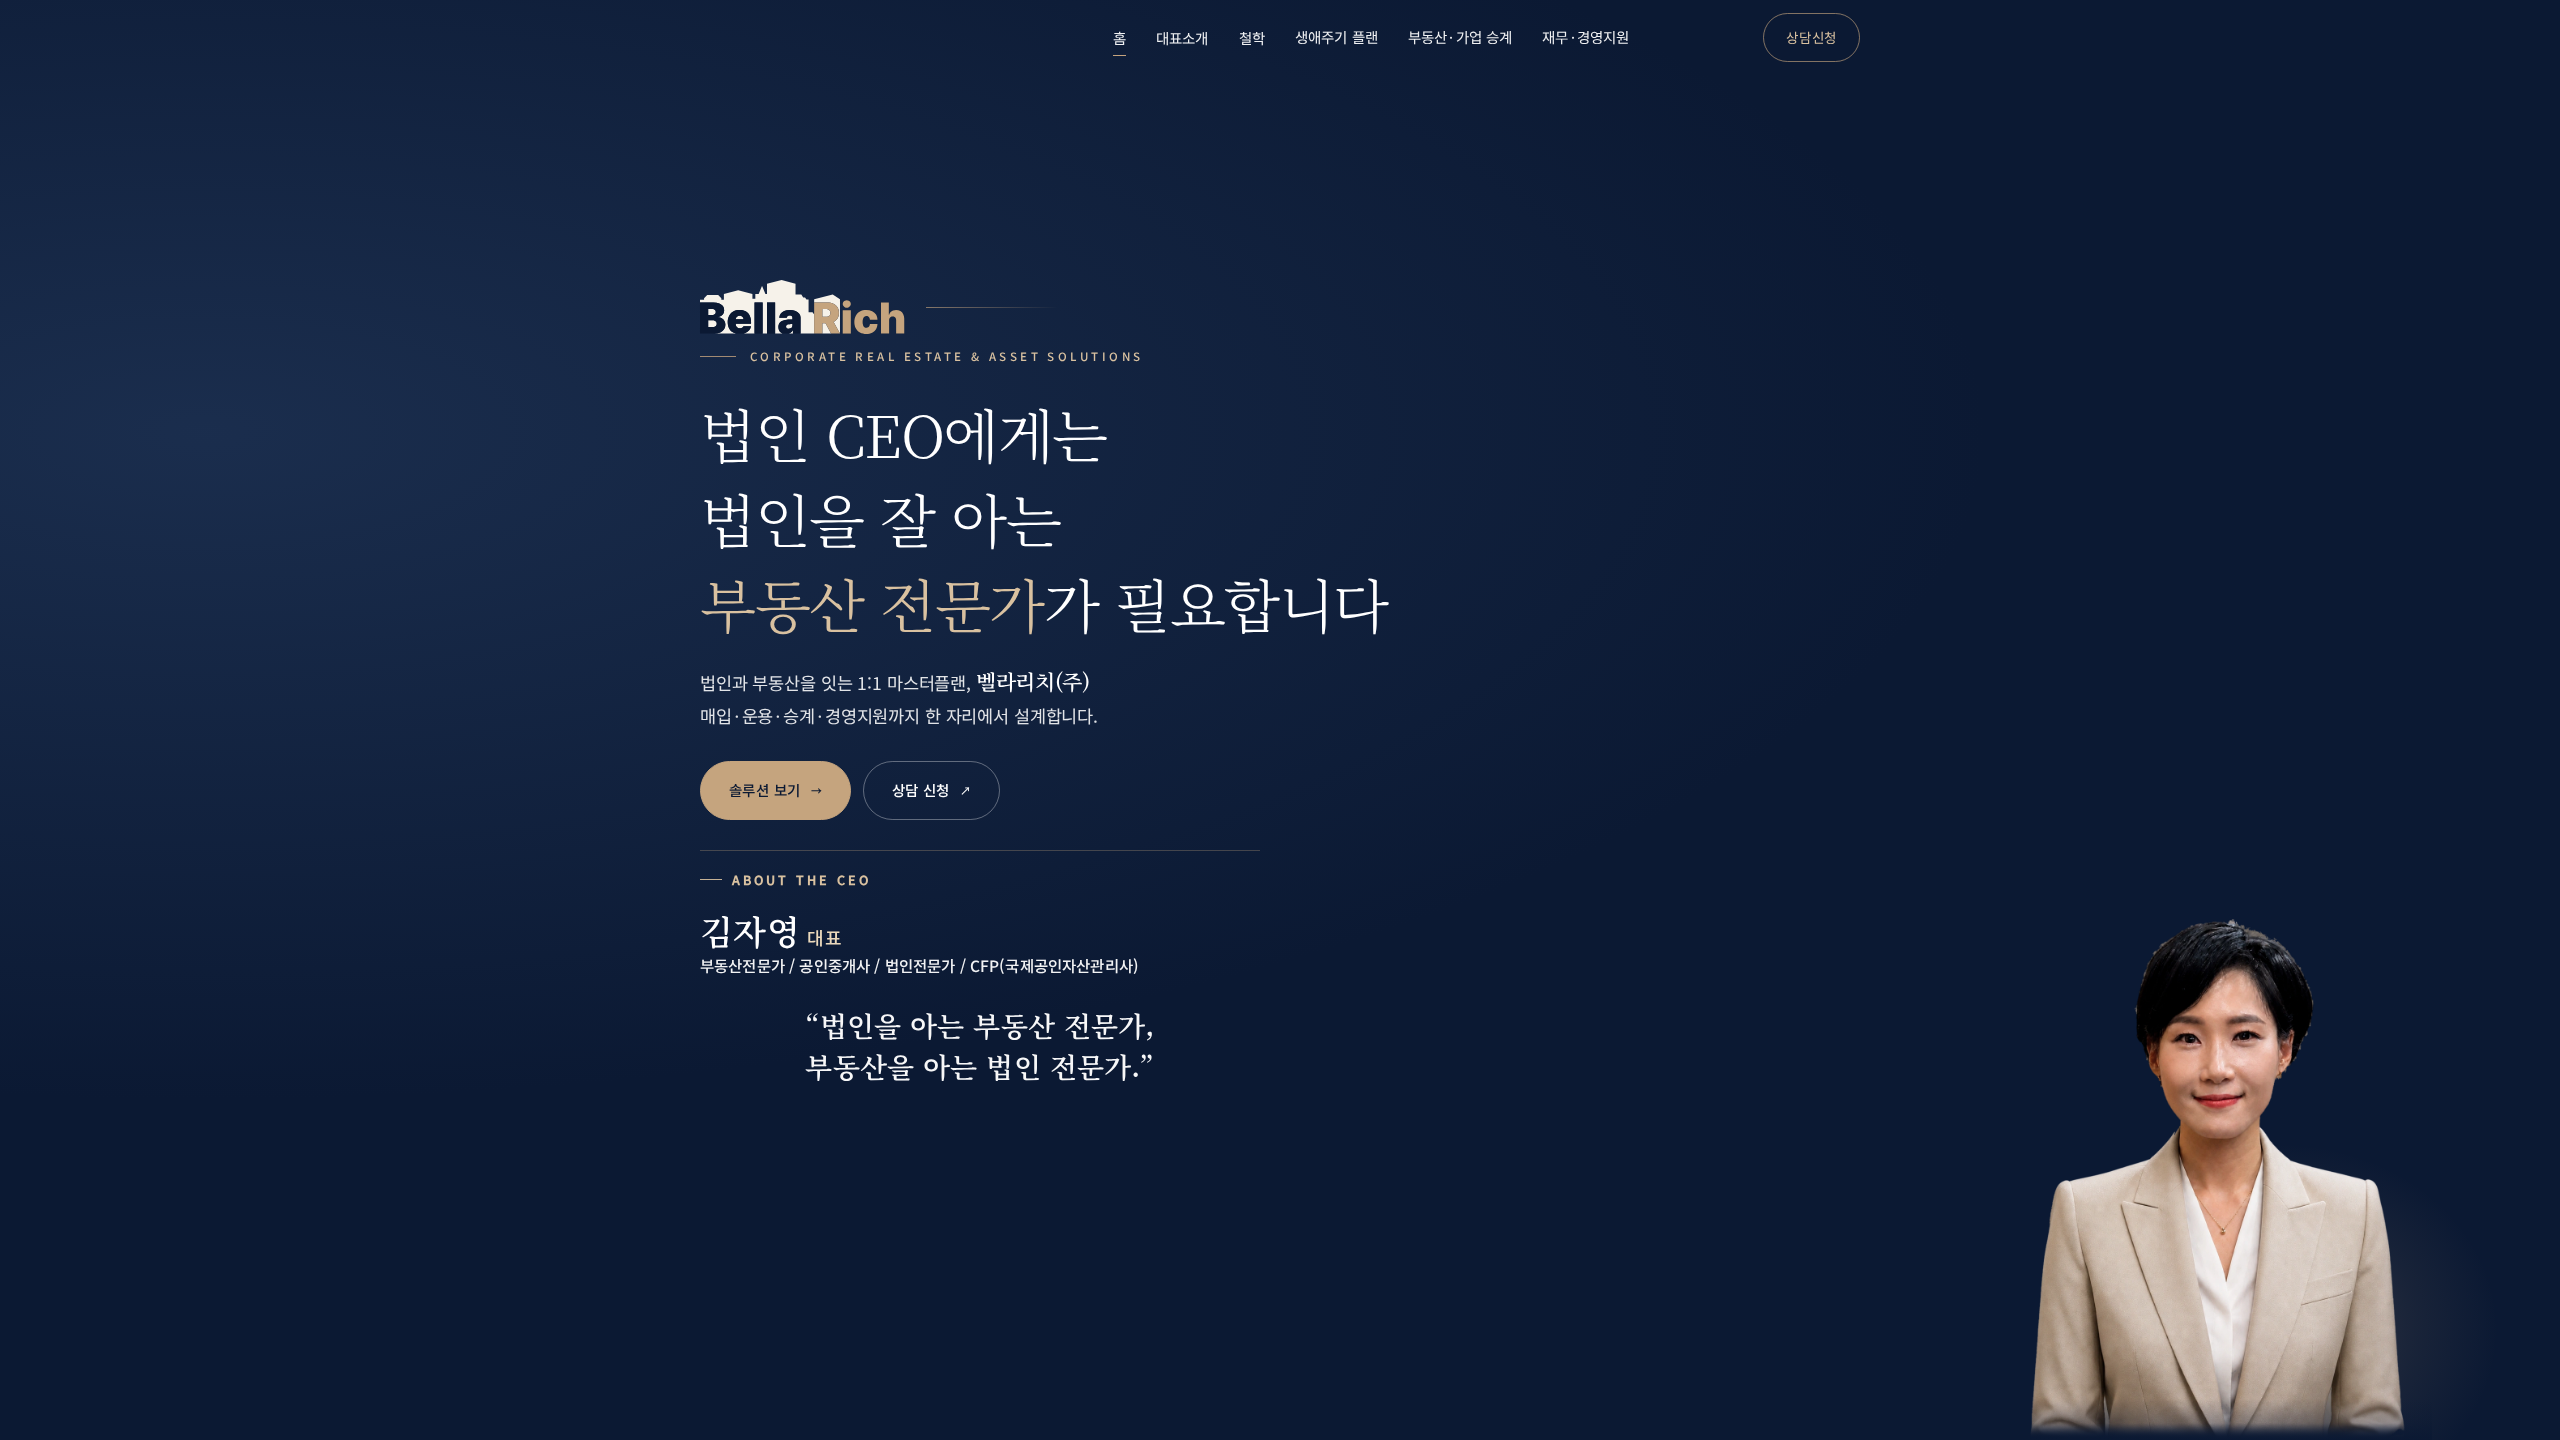 홈
대표소개
철학
생애주기 플랜
부동산·가업 승계
재무·경영지원
상담신청
Bella Rich
CORPORATE REAL ESTATE & ASSET SOLUTIONS
법인 CEO에게는
법인을 잘 아는
부동산 전문가가 필요합니다
법인과 부동산을 잇는 1:1 마스터플랜, 벨라리치(주)
매입·운용·승계·경영지원까지 한 자리에서 설계합니다.
솔루션 보기 →
상담 신청 ↗
ABOUT THE CEO
김자영 대표
부동산전문가 / 공인중개사 / 법인전문가 / CFP(국제공인자산관리사)
“법인을 아는 부동산 전문가,
부동산을 아는 법인 전문가.”